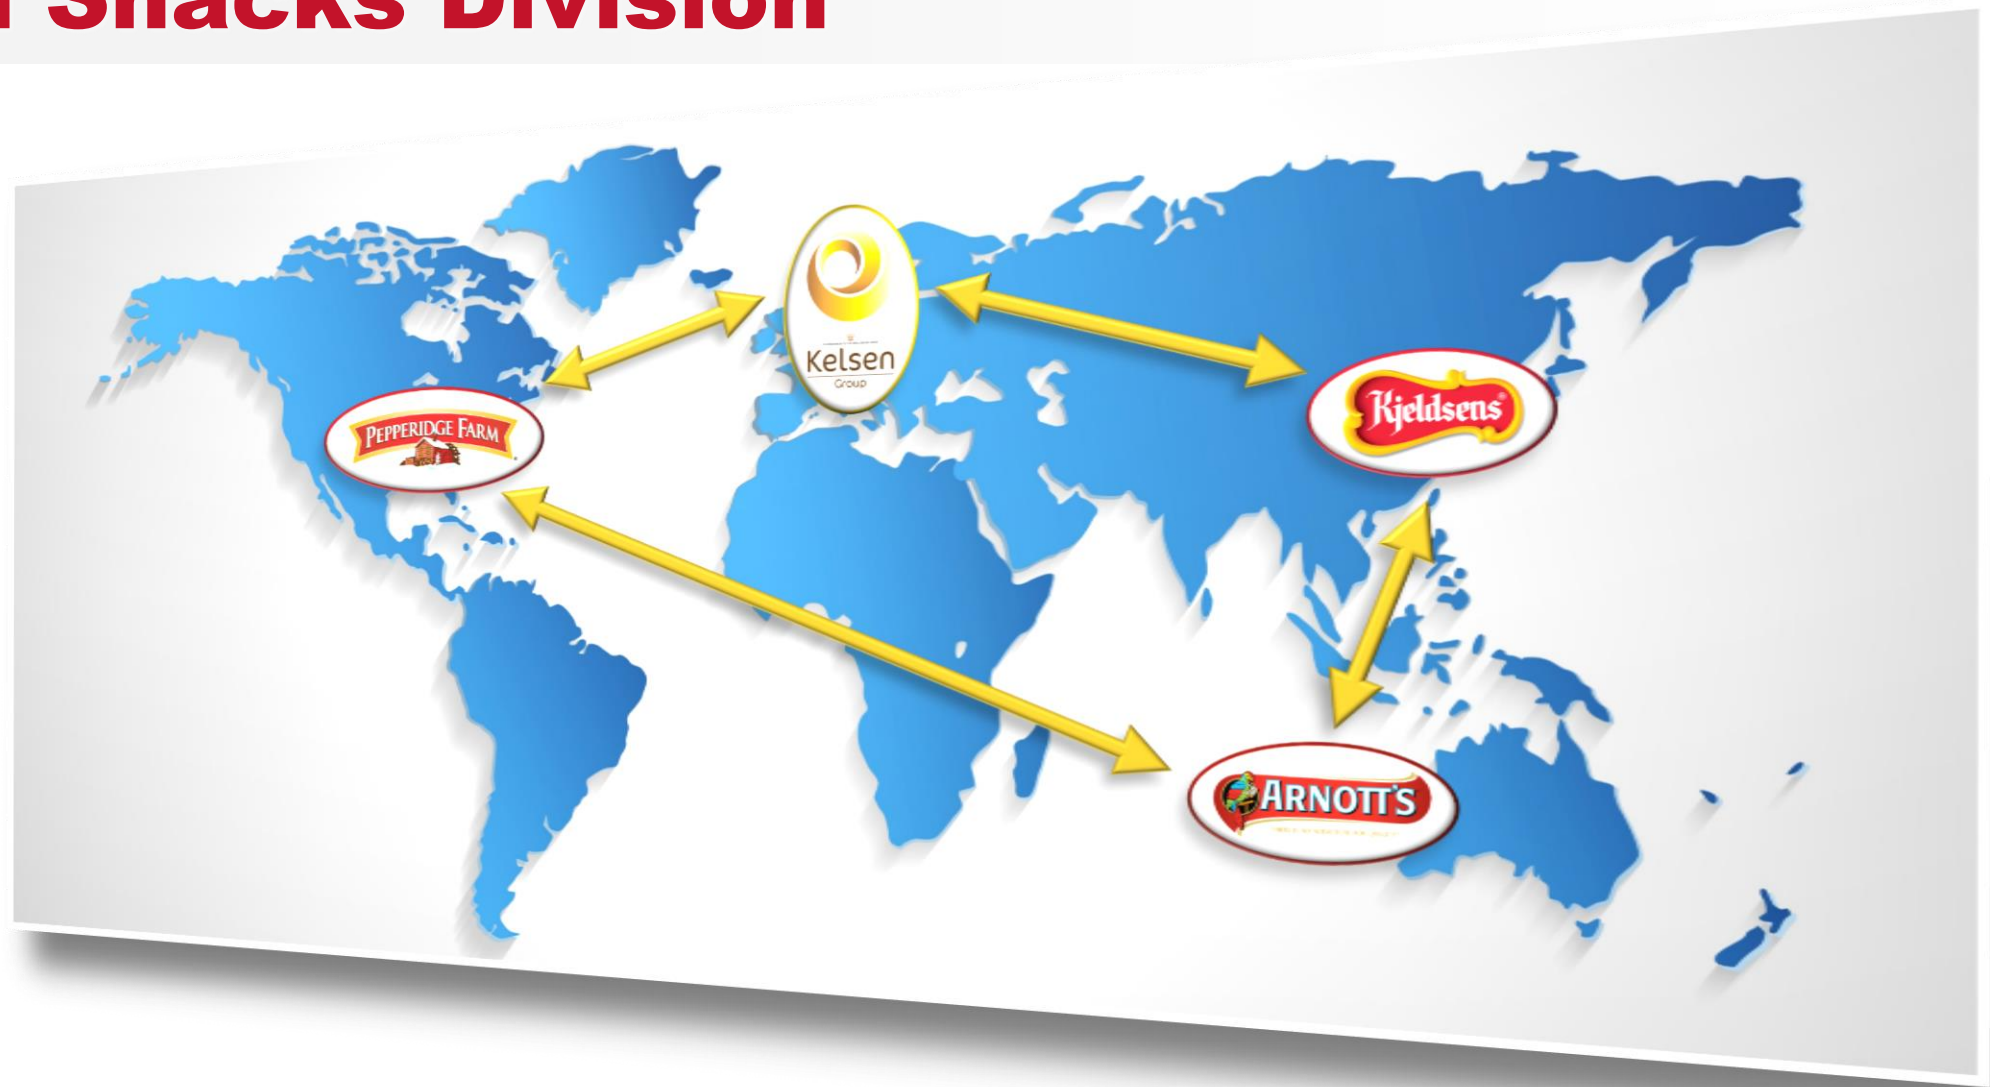 Snacks Division
Kelsen
Group
PEPPERIDGE FARM
Kjeldsens
ARNOTT'S